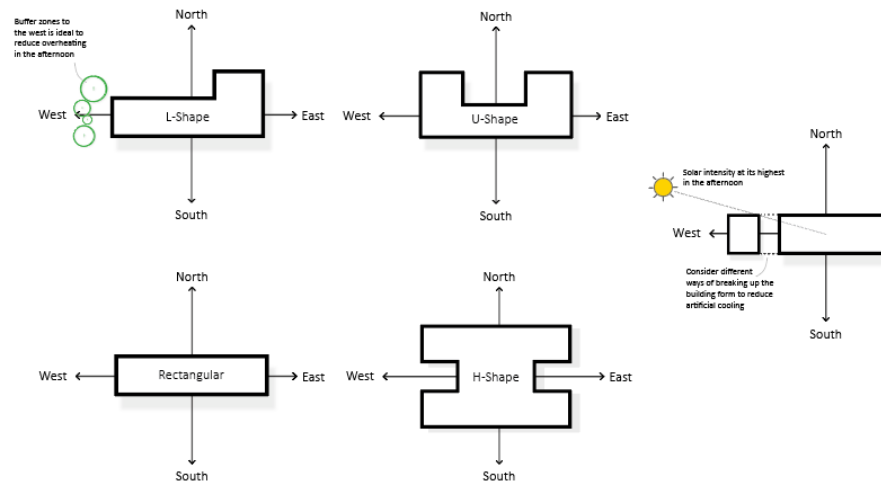 Buffer zones to
the west is ideal to
reduce overheating
in the afternoon
North
West
L-Shape
East
South
North
West
U-Shape
East
South
North
Solar intensity at its highest
in the afternoon
West
Consider different
ways of breaking up the
building form to reduce
artificial cooling
South
North
West
Rectangular
East
South
North
West
H-Shape
East
South